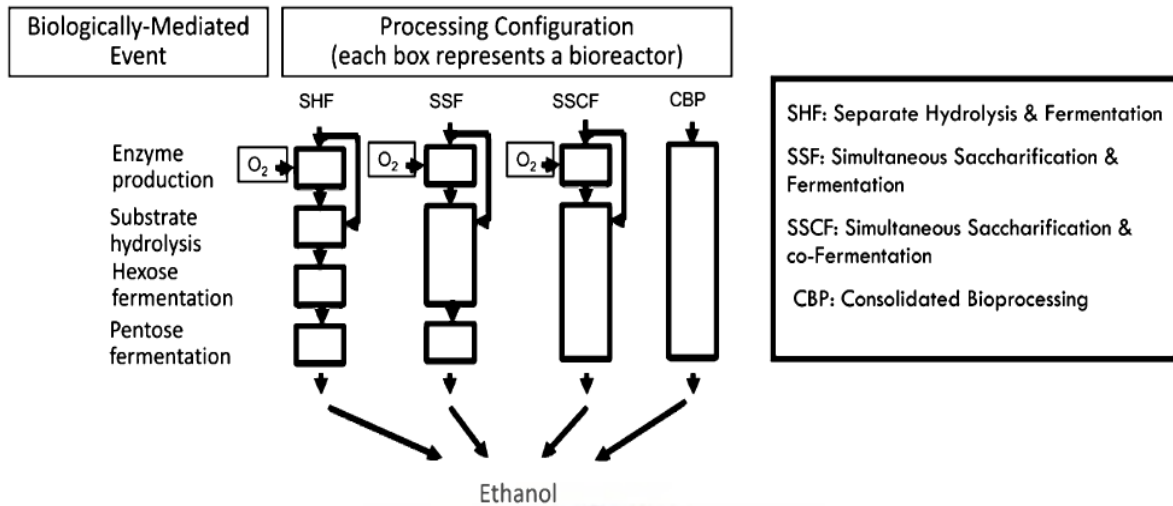 Biologically-Mediated
Event
Processing Configuration
(each box represents a bioreactor)
SHF
SSF
SSCF
CBP
Enzyme
production
O2
O2
O2
Substrate
hydrolysis
Hexose
fermentation
Pentose
fermentation
Ethanol
SHF: Separate Hydrolysis & Fermentation
SSF: Simultaneous Saccharification &
Fermentation
SSCF: Simultaneous Saccharification &
co-Fermentation
CBP: Consolidated Bioprocessing